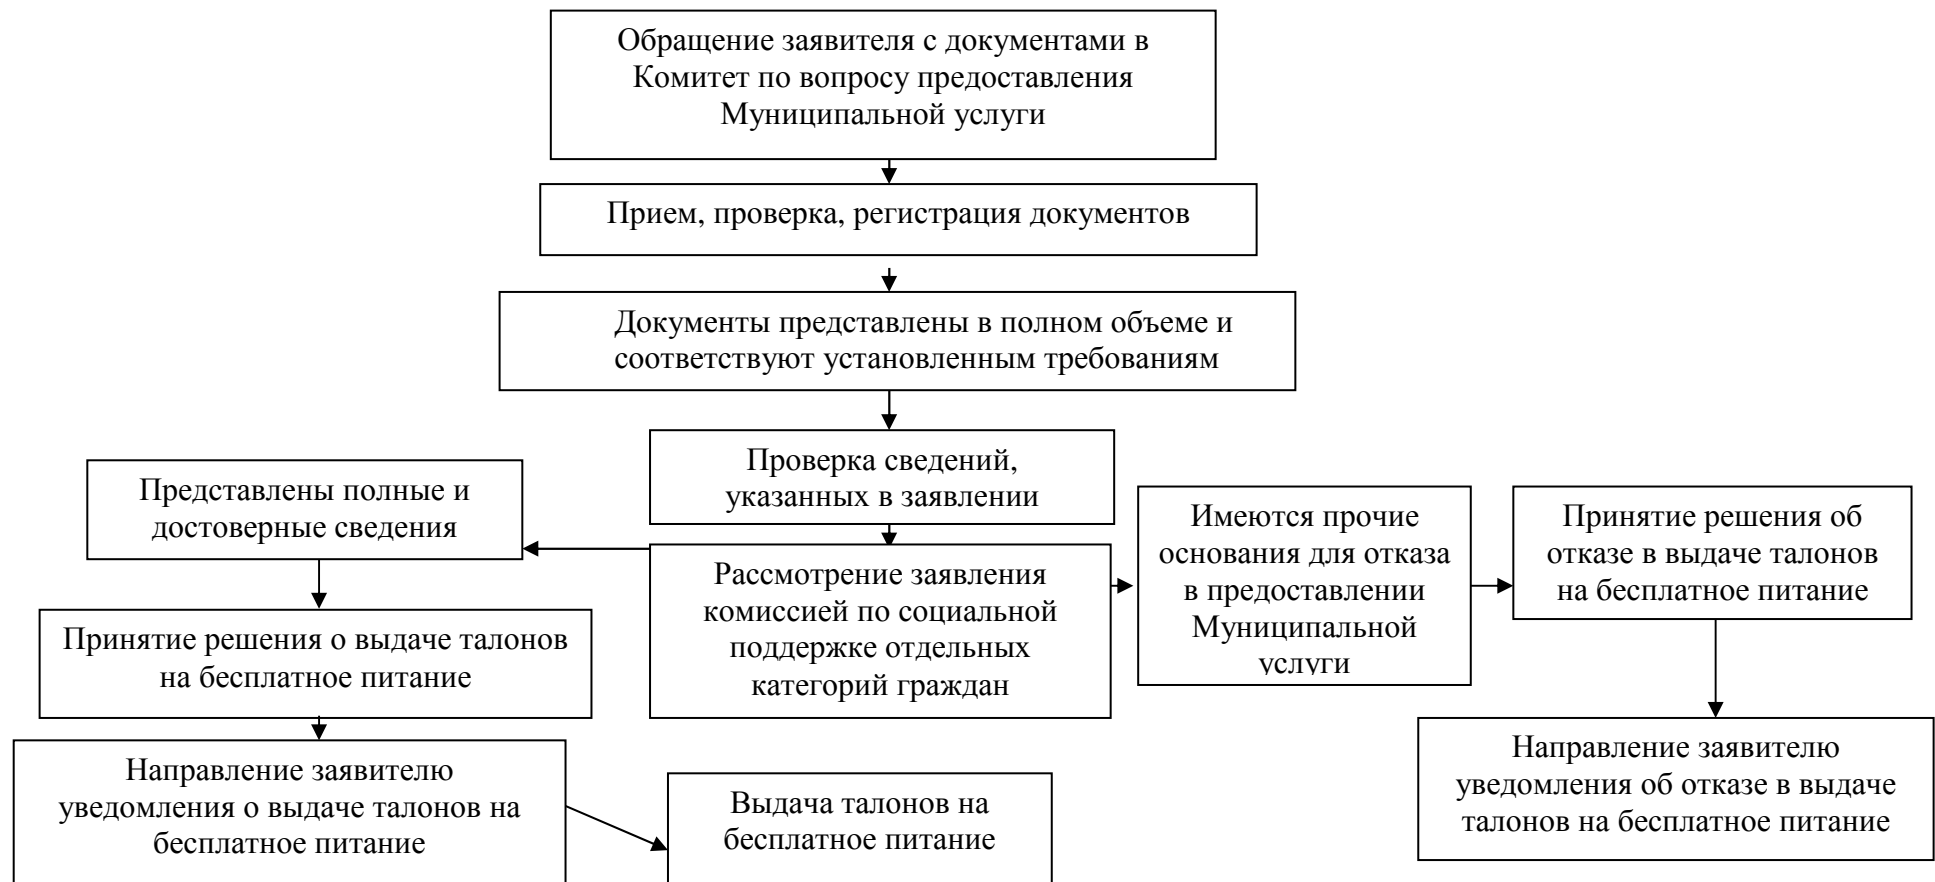 Обращение заявителя с документами в
Комитет по вопросу предоставления
Муниципальной услуги
Прием, проверка, регистрация документов
Документы представлены в полном объеме и
соответствуют установленным требованиям
Проверка сведений,
указанных в заявлении
Представлены полные и
достоверные сведения
Рассмотрение заявления
комиссией по социальной
поддержке отдельных
категорий граждан
Имеются прочие
основания для отказа
в предоставлении
Муниципальной
услуги
Принятие решения об
отказе в выдаче талонов
на бесплатное питание
Принятие решения о выдаче талонов
на бесплатное питание
Направление заявителю
уведомления о выдаче талонов на
бесплатное питание
Выдача талонов на
бесплатное питание
Направление заявителю
уведомления об отказе в выдаче
талонов на бесплатное питание